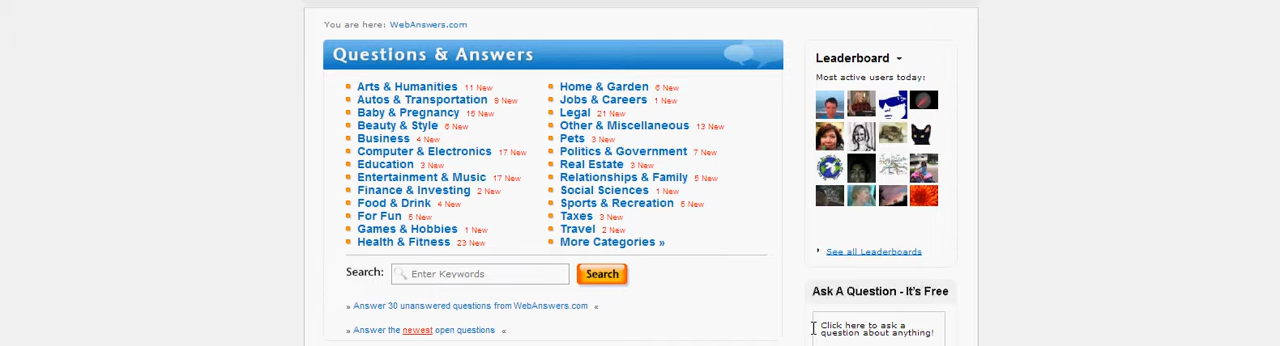 You are here: WebAnswers.com
Questions & Answers
Arts & Humanities 11 New
Autos & Transportation 9 New
Baby & Pregnancy 15 New
Beauty & Style 6 New
Business 4 New
Computer & Electronics 17 New
Education 3 New
Entertainment & Music 17 New
Finance & Investing 2 New
Food & Drink 4 New
For Fun 5 New
Games & Hobbies 1 New
Health & Fitness 23 New
Home & Garden 6 New
Jobs & Careers 1 New
Legal 21 New
Other & Miscellaneous 13 New
Pets 3 New
Politics & Government 7 New
Real Estate 3 New
Relationships & Family 5 New
Social Sciences 1 New
Sports & Recreation 5 New
Taxes 3 New
Travel 2 New
More Categories »
Search: Enter Keywords Search
» Answer 30 unanswered questions from WebAnswers.com «
» Answer the newest open questions «
Leaderboard
Most active users today:
See all Leaderboards
Ask A Question - It's Free
Click here to ask a
question about anything!